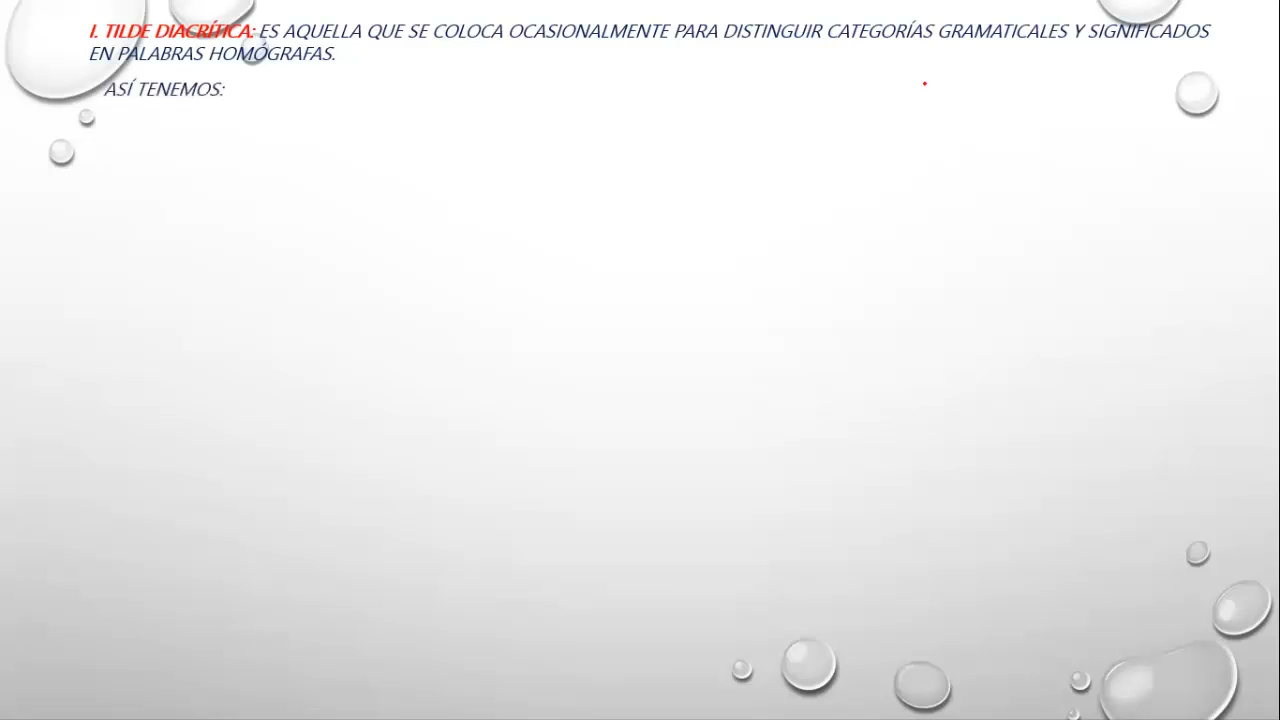 I. TILDE DIACRÍTICA: ES AQUELLA QUE SE COLOCA OCASIONALMENTE PARA DISTINGUIR CATEGORÍAS GRAMATICALES Y SIGNIFICADOS
EN PALABRAS HOMÓGRAFAS.
ASÍ TENEMOS: